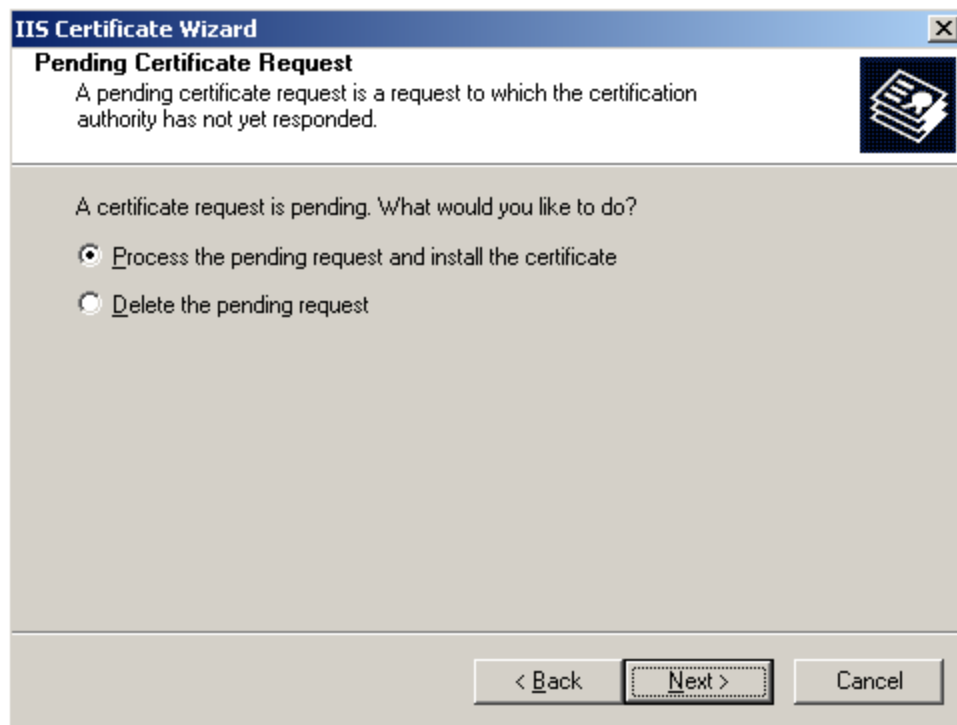 IIS Certificate Wizard
Pending Certificate Request
A pending certificate request is a request to which the certification
authority has not yet responded.
A certificate request is pending. What would you like to do?
Process the pending request and install the certificate
Delete the pending request
< Back
Next >
Cancel